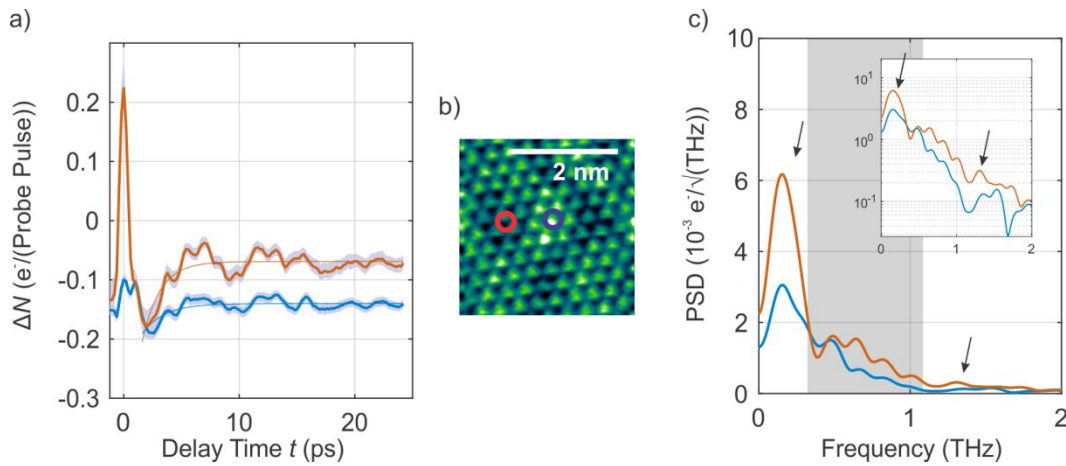 a)
ΔN (e⁻/(Probe Pulse))
0.2
0.1
0
-0.1
-0.2
-0.3
0 10 20
Delay Time t (ps)
b)
2 nm
c)
PSD (10⁻³ e⁻/√(THz))
10
8
6
4
2
0
0 1 2
Frequency (THz)
10¹
10⁰
10⁻¹
0 1 2